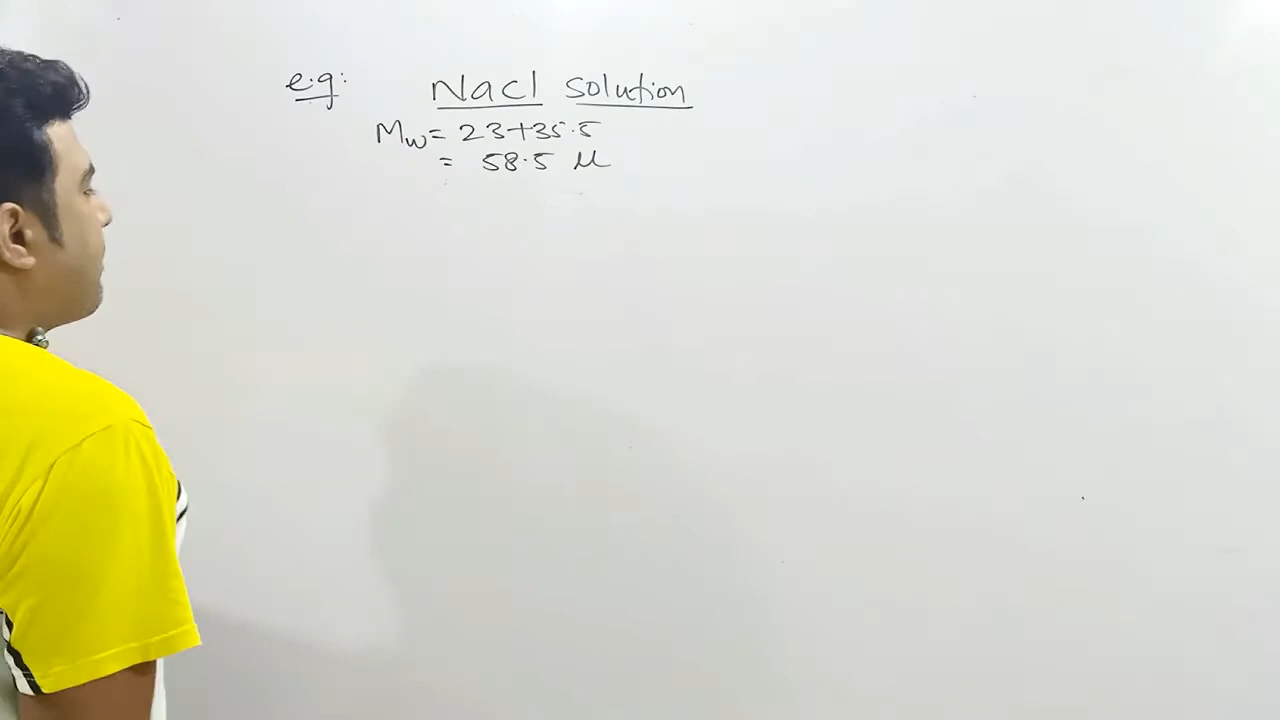 e.g: Nacl solution
Mw = 23+35.5
= 58.5 μ